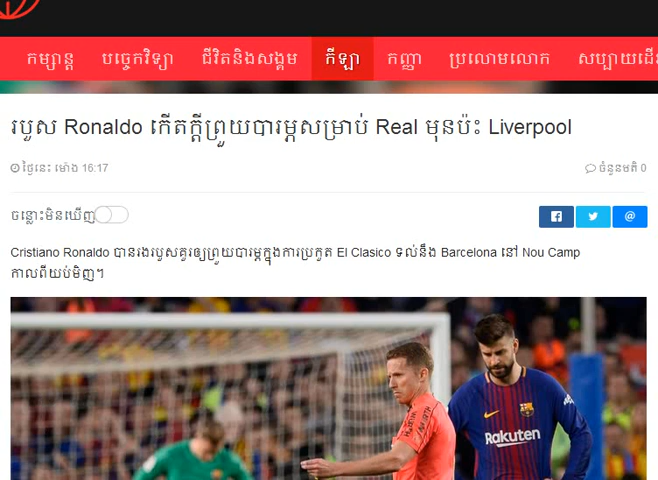 កម្សាន្ត បច្ចេកវិទ្យា ជីវិតនិងសង្គម កីឡា កញ្ញា ប្រលោមលោក សប្បាយដើរ
របួស Ronaldo កើតក្ដីព្រួយបារម្ភសម្រាប់ Real មុនប៉ះ Liverpool
ថ្ងៃនេះ ម៉ោង 16:17 ចំនួនមតិ 0
ចន្លោះមិនឃើញ
Cristiano Ronaldo បានរងរបួសគួរឲ្យព្រួយបារម្ភក្នុងការប្រកួត El Clasico ទល់នឹង Barcelona នៅ Nou Camp
កាលពីយប់មិញ។
Rakuten